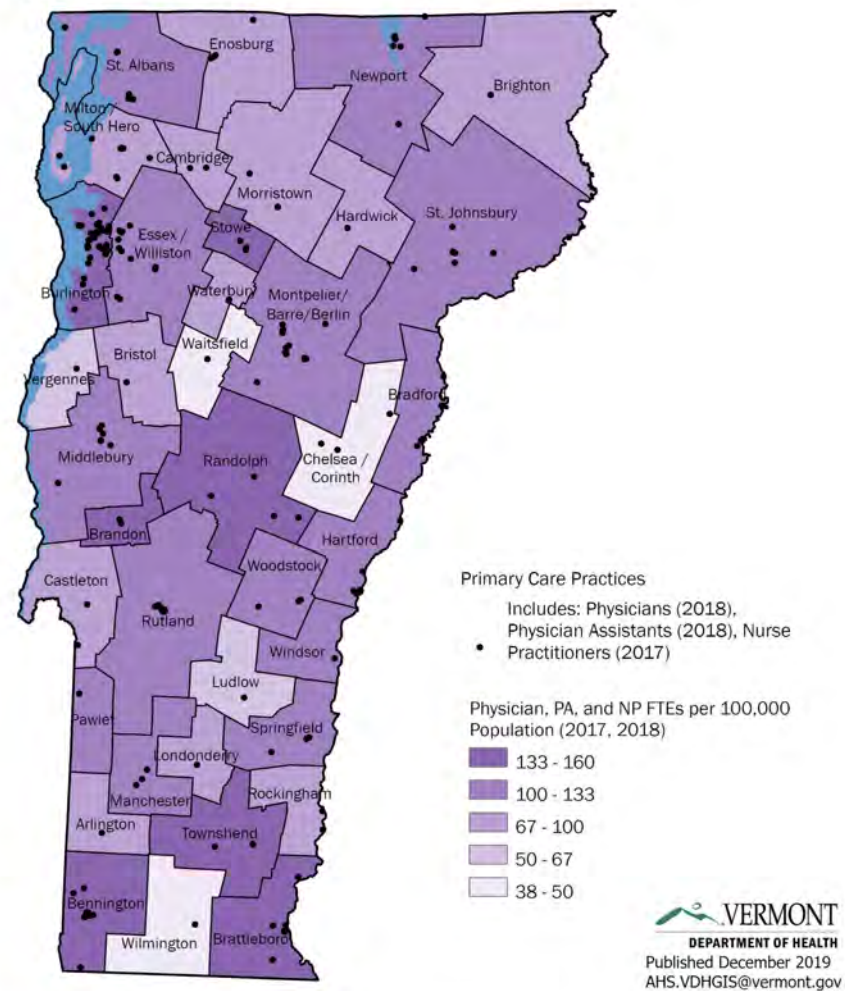 Enosburg
St. Albans
Newport
Brighton
Milton /
South Hero
Cambridge
Morristown
Hardwick
St. Johnsbury
Stowe
Essex /
Williston
Waterbury
Burlington
Montpelier/
Barre/Berlin
Waitsfield
Bristol
Vergennes
Bradford
Middlebury
Randolph
Chelsea /
Corinth
Brandon
Hartford
Woodstock
Castleton
Rutland
Windsor
Ludlow
Pawlet
Springfield
Londonderry
Manchester
Rockingham
Arlington
Townshend
Bennington
Wilmington
Brattleboro
Primary Care Practices
Includes: Physicians (2018),
Physician Assistants (2018), Nurse
Practitioners (2017)
Physician, PA, and NP FTEs per 100,000
Population (2017, 2018)
133 - 160
100 - 133
67 - 100
50 - 67
38 - 50
VERMONT
DEPARTMENT OF HEALTH
Published December 2019
AHS.VDHGIS@vermont.gov